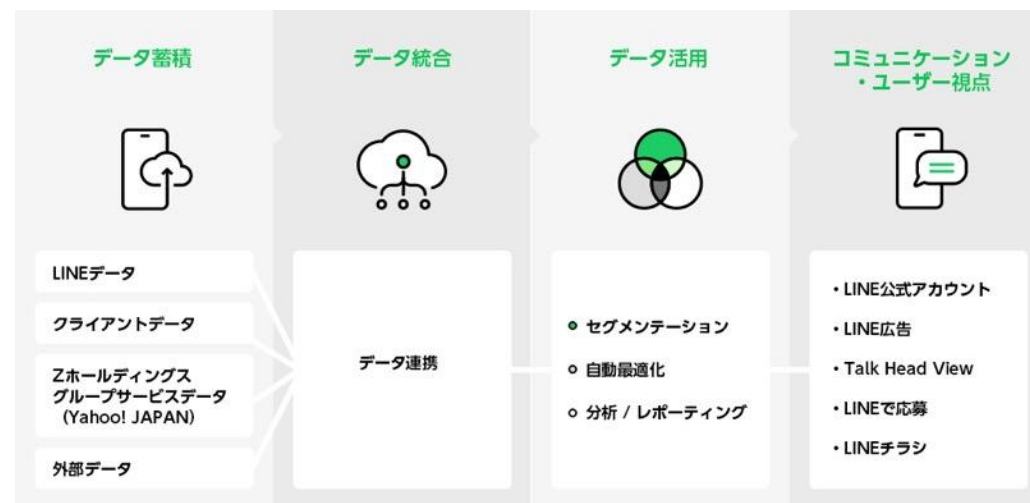 データ蓄積
データ統合
データ活用
コミュニケーション
・ユーザー視点
LINEデータ
クライアントデータ
Zホールディングス
グループサービスデータ
（Yahoo! JAPAN）
外部データ
データ連携
セグメンテーション
自動最適化
分析 / レポーティング
・LINE公式アカウント
・LINE広告
・Talk Head View
・LINEで応募
・LINEチラシ